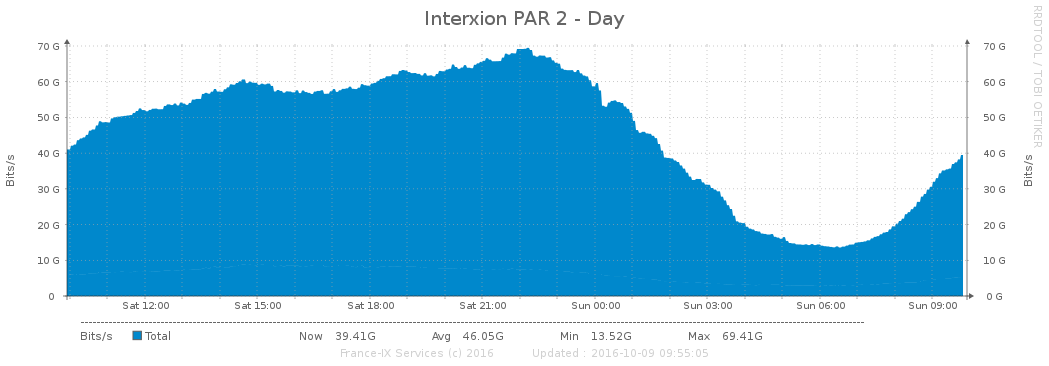 Interxion PAR 2 - Day
RRDTOOL / TOBI OETIKER
Bits/s
70 G
60 G
50 G
40 G
30 G
20 G
10 G
0
70 G
60 G
50 G
40 G
30 G
20 G
10 G
0 G
Bits/s
Sat 12:00 Sat 15:00 Sat 18:00 Sat 21:00 Sun 00:00 Sun 03:00 Sun 06:00 Sun 09:00
Bits/s Total Now 39.41G Avg 46.05G Min 13.52G Max 69.41G
France-IX Services (c) 2016 Updated : 2016-10-09 09:55:05